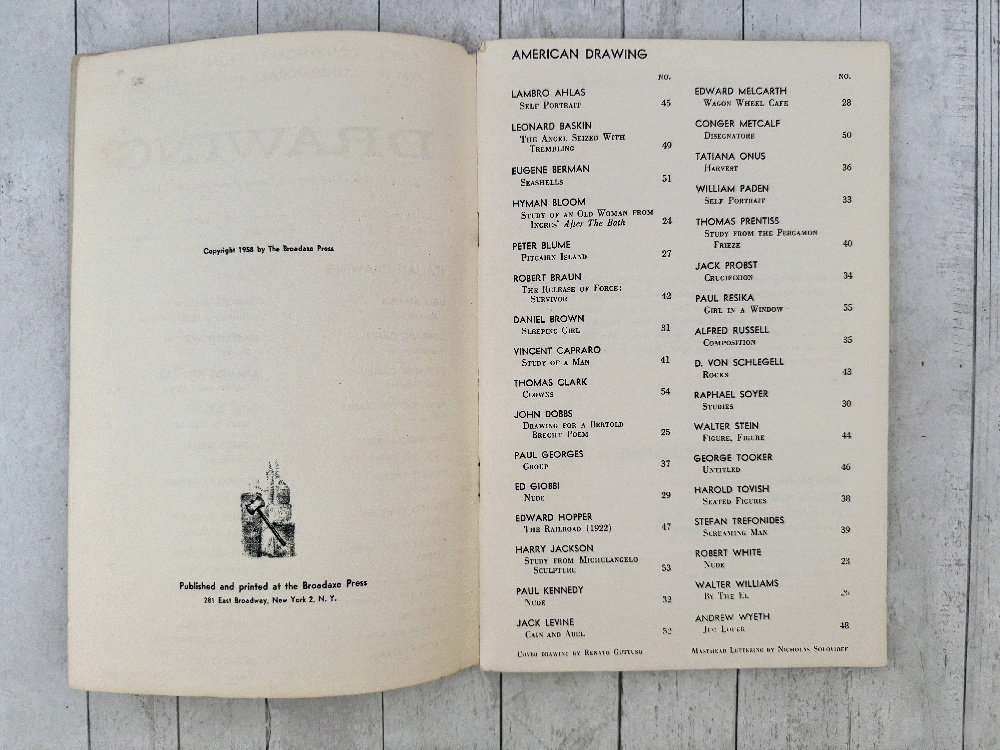 Copyright 1958 by The Broadaxe Press
Published and printed at the Broadaxe Press
281 East Broadway, New York 2, N. Y.
AMERICAN DRAWING
NO.
LAMBRO AHLAS
Self Portrait 45
LEONARD BASKIN
The Angel Seized With
Trembling 49
EUGENE BERMAN
Seashells 51
HYMAN BLOOM
Study of an Old Woman from
Ingres' After The Bath 24
PETER BLUME
Pitcairn Island 27
ROBERT BRAUN
The Release of Force:
Survivor 42
DANIEL BROWN
Sleeping Girl 31
VINCENT CAPRARO
Study of a Man 41
THOMAS CLARK
Clowns 54
JOHN DOBBS
Drawing for a Bertold
Brecht Poem 25
PAUL GEORGES
Group 37
ED GIOBBI
Nude 29
EDWARD HOPPER
The Railroad (1922) 47
HARRY JACKSON
Study from Michelangelo
Sculpture 53
PAUL KENNEDY
Nude 32
JACK LEVINE
Cain and Abel 52
Cover drawing by Renato Guttuso
NO.
EDWARD MELCARTH
Wagon Wheel Cafe 28
CONGER METCALF
Disegnatore 50
TATIANA ONUS
Harvest 36
WILLIAM PADEN
Self Portrait 33
THOMAS PRENTISS
Study from the Pergamon
Frieze 40
JACK PROBST
Crucifixion 34
PAUL RESIKA
Girl in a Window 55
ALFRED RUSSELL
Composition 35
D. VON SCHLEGELL
Rocks 43
RAPHAEL SOYER
Studies 30
WALTER STEIN
Figure, Figure 44
GEORGE TOOKER
Untitled 46
HAROLD TOVISH
Seated Figures 38
STEFAN TREFONIDES
Screaming Man 39
ROBERT WHITE
Nude 23
WALTER WILLIAMS
By The El
ANDREW WYETH
Jim Loper 48
Masthead Lettering by Nicholas Solovioff